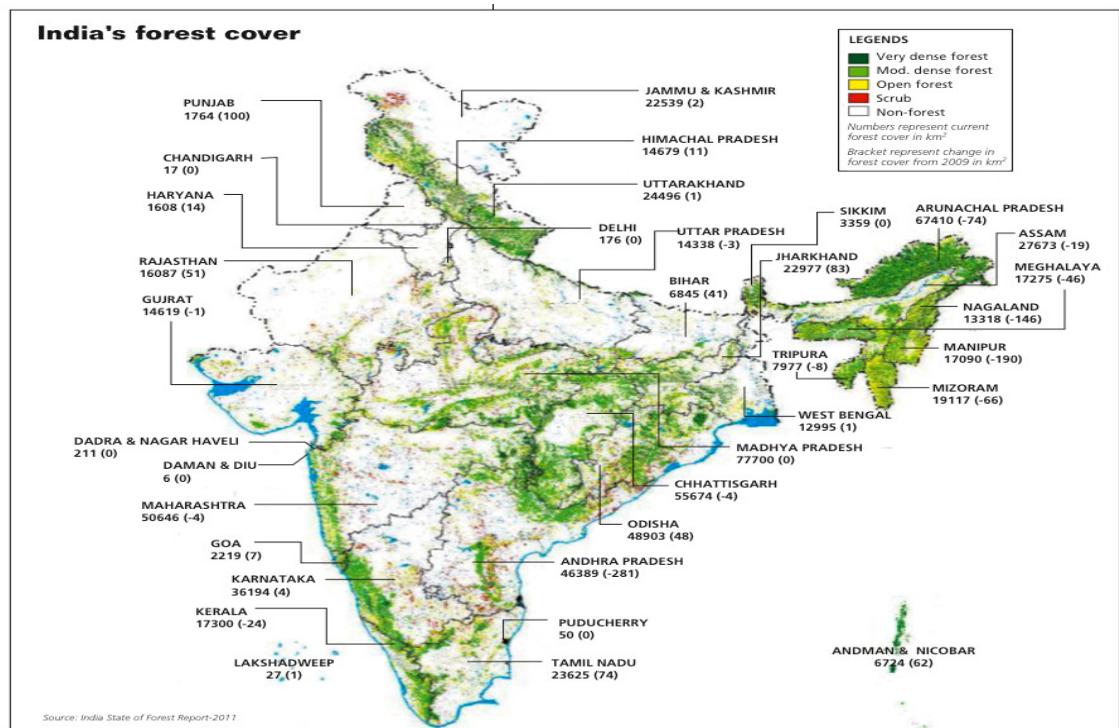 India's forest cover
LEGENDS
Very dense forest
Mod. dense forest
Open forest
Scrub
Non-forest
Numbers represent current
forest cover in km²
Bracket represent change in
forest cover from 2009 in km²
JAMMU & KASHMIR
22539 (2)
PUNJAB
1764 (100)
HIMACHAL PRADESH
14679 (11)
CHANDIGARH
17 (0)
UTTARAKHAND
24496 (1)
HARYANA
1608 (14)
DELHI
176 (0)
UTTAR PRADESH
14338 (-3)
SIKKIM
3359 (0)
ARUNACHAL PRADESH
67410 (-74)
ASSAM
27673 (-19)
JHARKHAND
22977 (83)
MEGHALAYA
17275 (-46)
RAJASTHAN
16087 (51)
BIHAR
6845 (41)
GUJRAT
14619 (-1)
NAGALAND
13318 (-146)
MANIPUR
17090 (-190)
TRIPURA
7977 (-8)
MIZORAM
19117 (-66)
WEST BENGAL
12995 (1)
DADRA & NAGAR HAVELI
211 (0)
MADHYA PRADESH
77700 (0)
DAMAN & DIU
6 (0)
CHHATTISGARH
55674 (-4)
MAHARASHTRA
50646 (-4)
ODISHA
48903 (48)
GOA
2219 (7)
ANDHRA PRADESH
46389 (-281)
KARNATAKA
36194 (4)
KERALA
17300 (-24)
PUDUCHERRY
50 (0)
LAKSHADWEEP
27 (1)
TAMIL NADU
23625 (74)
ANDMAN & NICOBAR
6724 (62)
Source: India State of Forest Report-2011